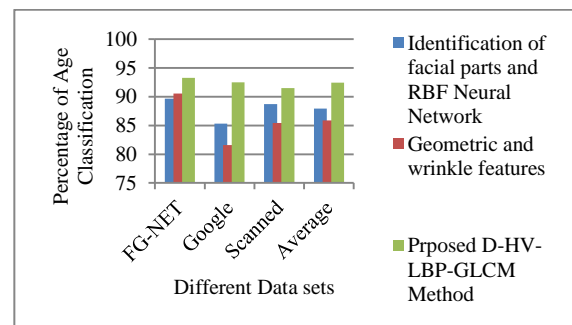 100
95
90
85
80
75
Percentage of Age
Classification
FG-NET
Google
Scanned
Average
Different Data sets
Identification of
facial parts and
RBF Neural
Network
Geometric and
wrinkle features
Prposed D-HV-
LBP-GLCM
Method